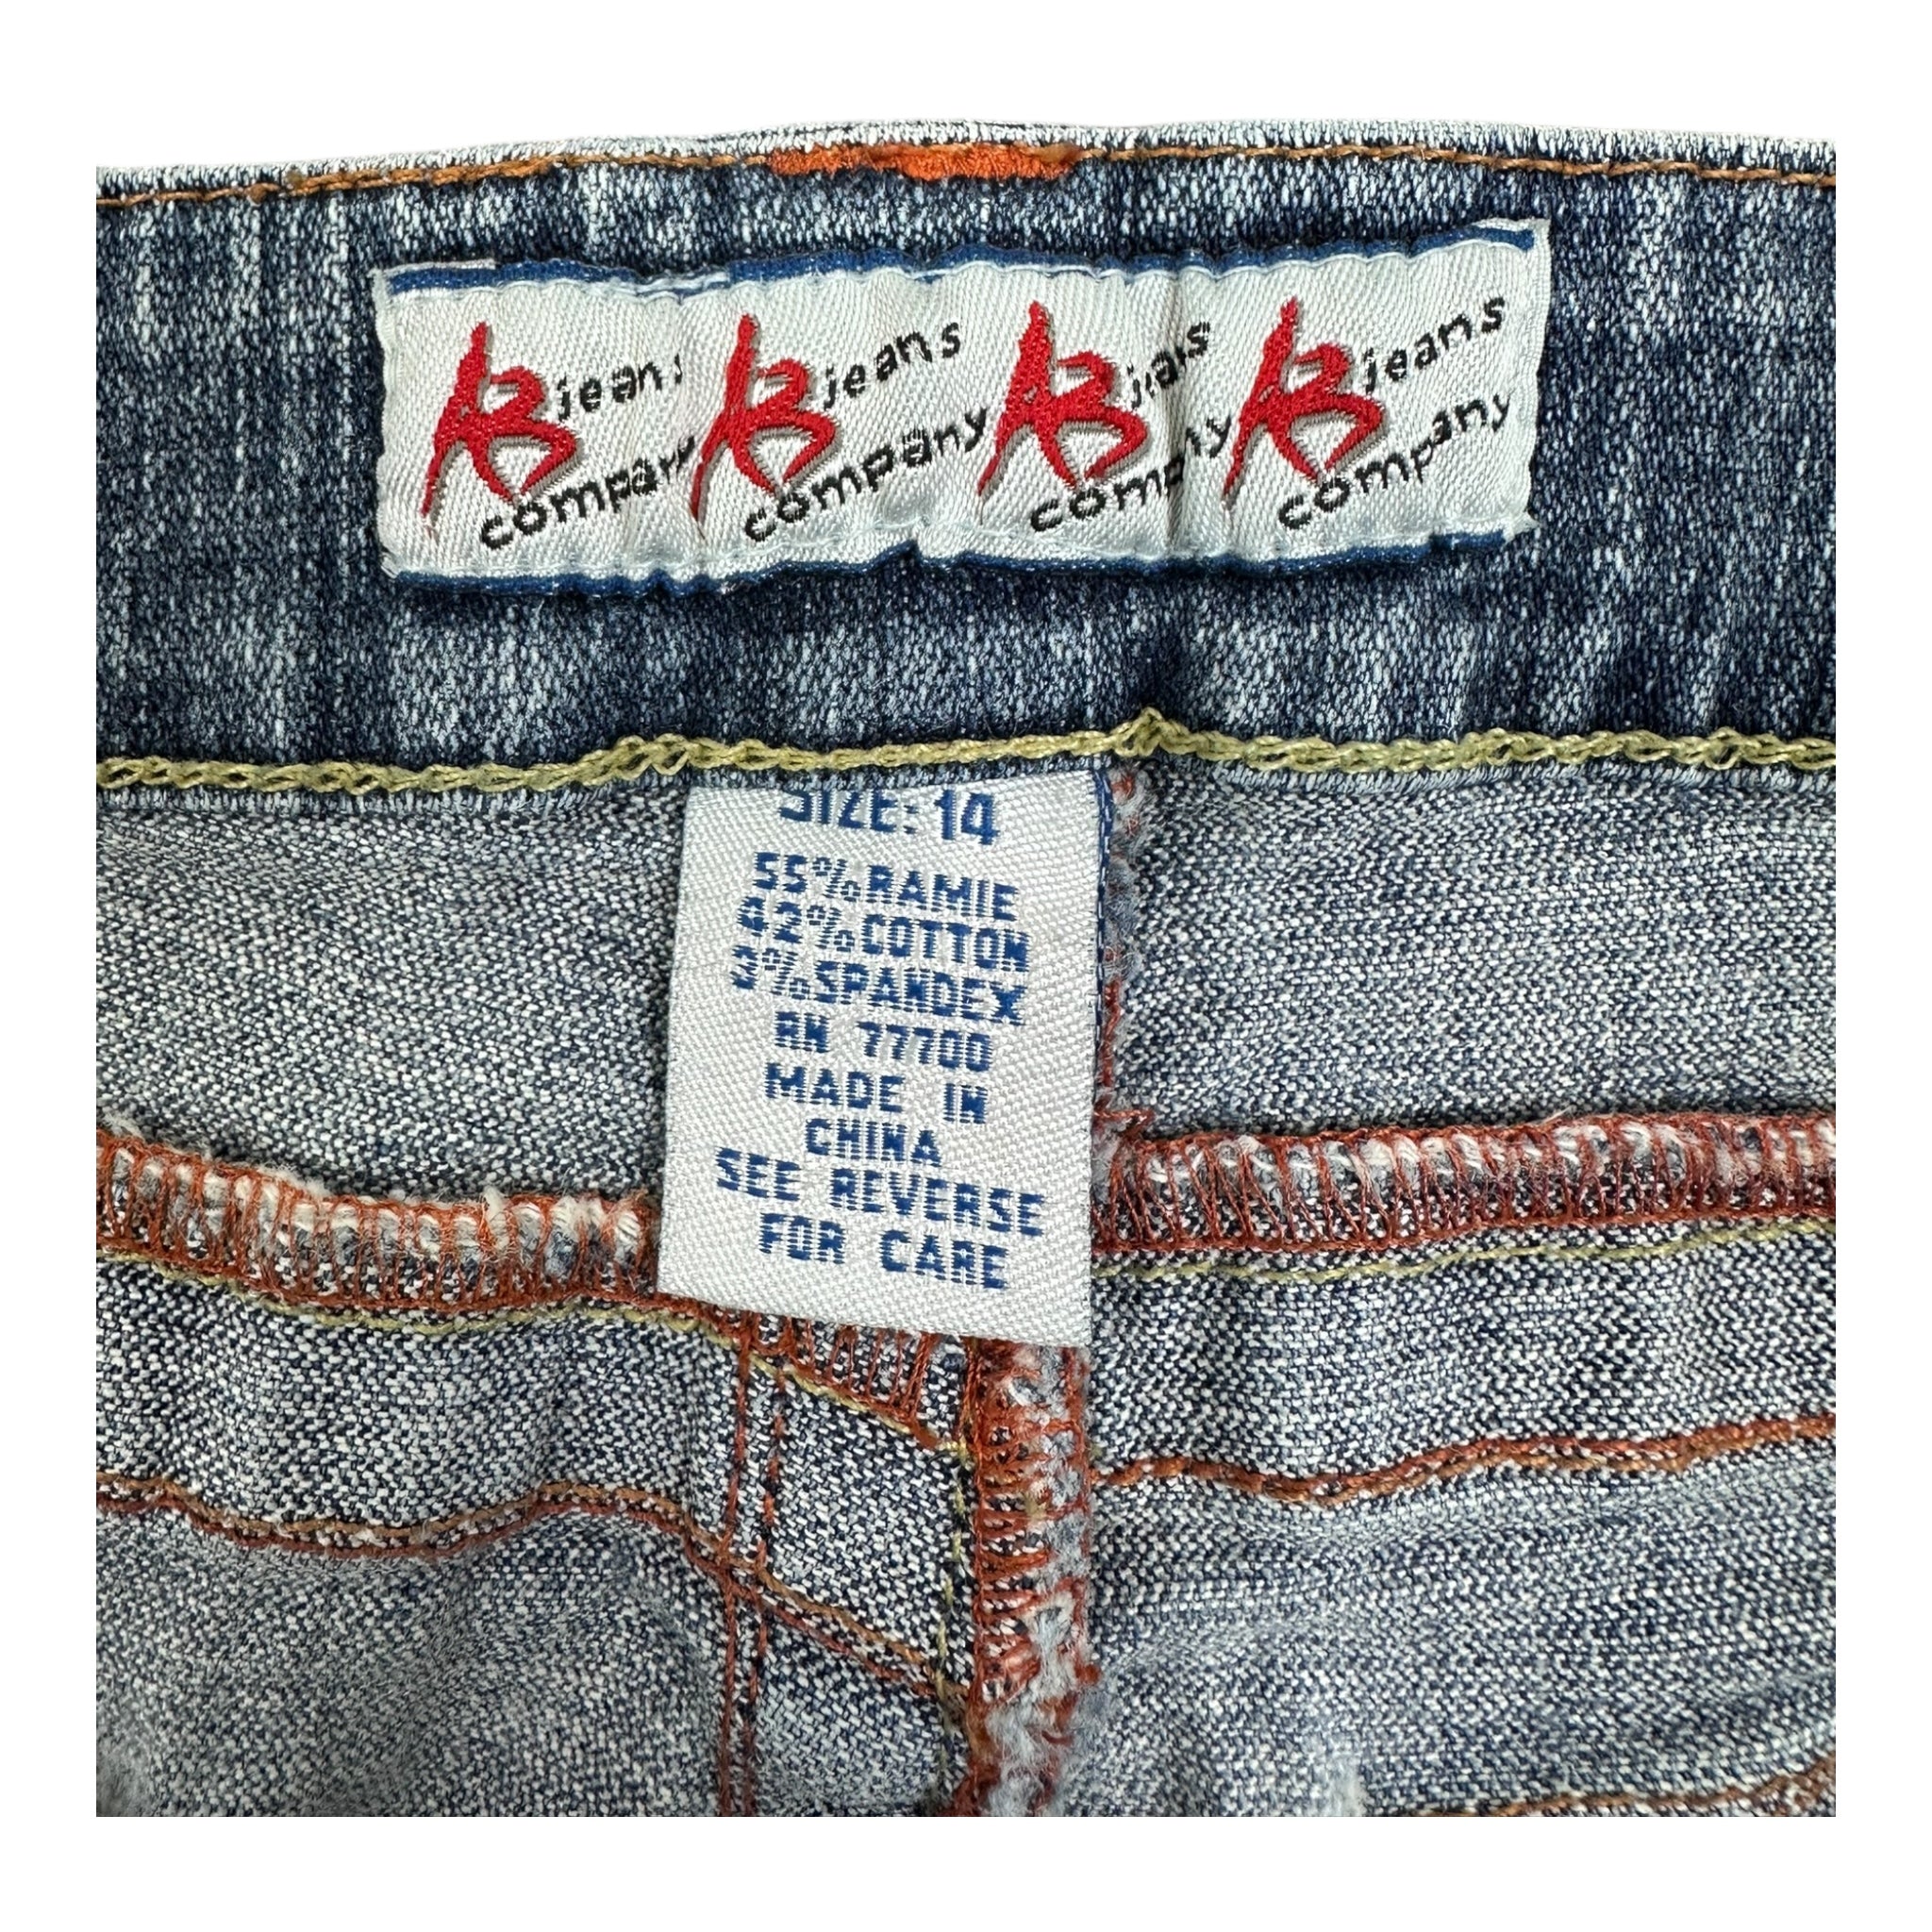 AB jeans
company
AB jeans
company
AB jeans
company
AB jeans
company
SIZE: 14
55% RAMIE
42% COTTON
3% SPANDEX
RN 77700
MADE IN
CHINA
SEE REVERSE
FOR CARE